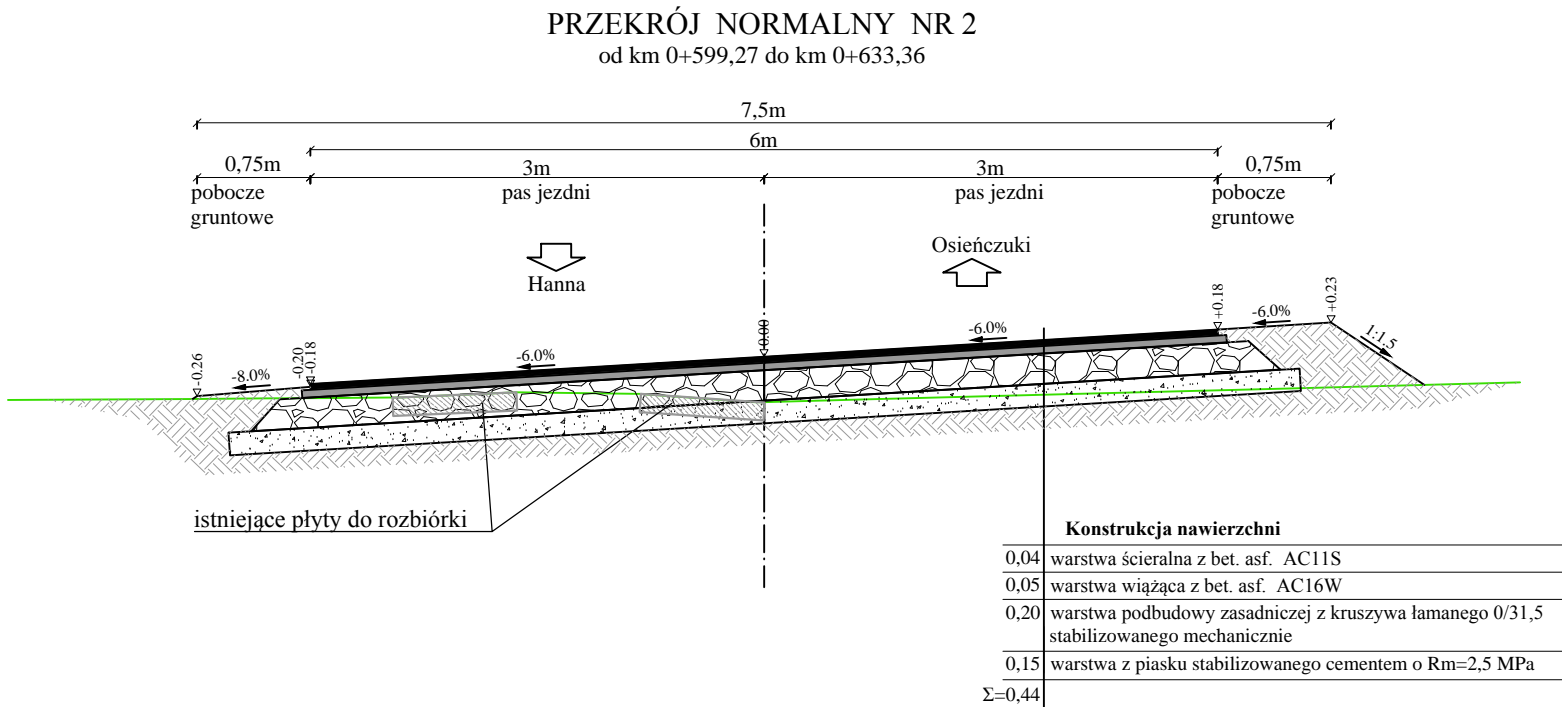 PRZEKRÓJ NORMALNY NR 2
od km 0+599,27 do km 0+633,36
7,5m
6m
0,75m
3m
3m
0,75m
pobocze
gruntowe
pas jezdni
pas jezdni
pobocze
gruntowe
Hanna
Osieńczuki
-0.26
-8.0%
-0.20
-0.18
-6.0%
0.00
-6.0%
+0.18
-6.0%
+0.23
1:1,5
istniejące płyty do rozbiórki
Konstrukcja nawierzchni
0,04 warstwa ścieralna z bet. asf. AC11S
0,05 warstwa wiążąca z bet. asf. AC16W
0,20 warstwa podbudowy zasadniczej z kruszywa łamanego 0/31,5
stabilizowanego mechanicznie
0,15 warstwa z piasku stabilizowanego cementem o Rm=2,5 MPa
Σ=0,44